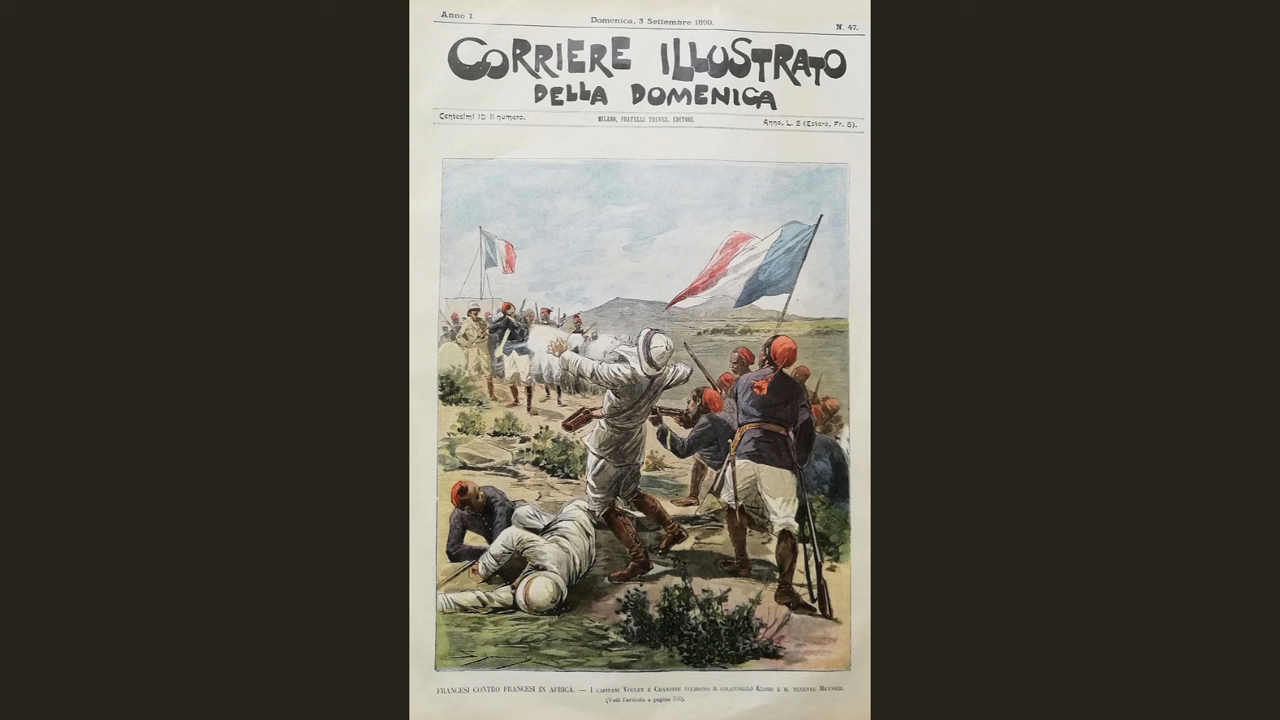 Anno I.
Domenica, 3 Settembre 1899.
N. 47.
CORRIERE ILLUSTRATO
DELLA DOMENICA
Centesimi 10 il numero.
MILANO, FRATELLI TREVES, EDITORI.
Anno, L. 5 (Estero, Fr. 8).
FRANCESI CONTRO FRANCESI IN AFRICA. — I CAPITANI VOULET E CHANOINE UCCIDONO IL COLONNELLO KLOBB E IL TENENTE MEUNIER.
(Vedi l'articolo a pagina 370).